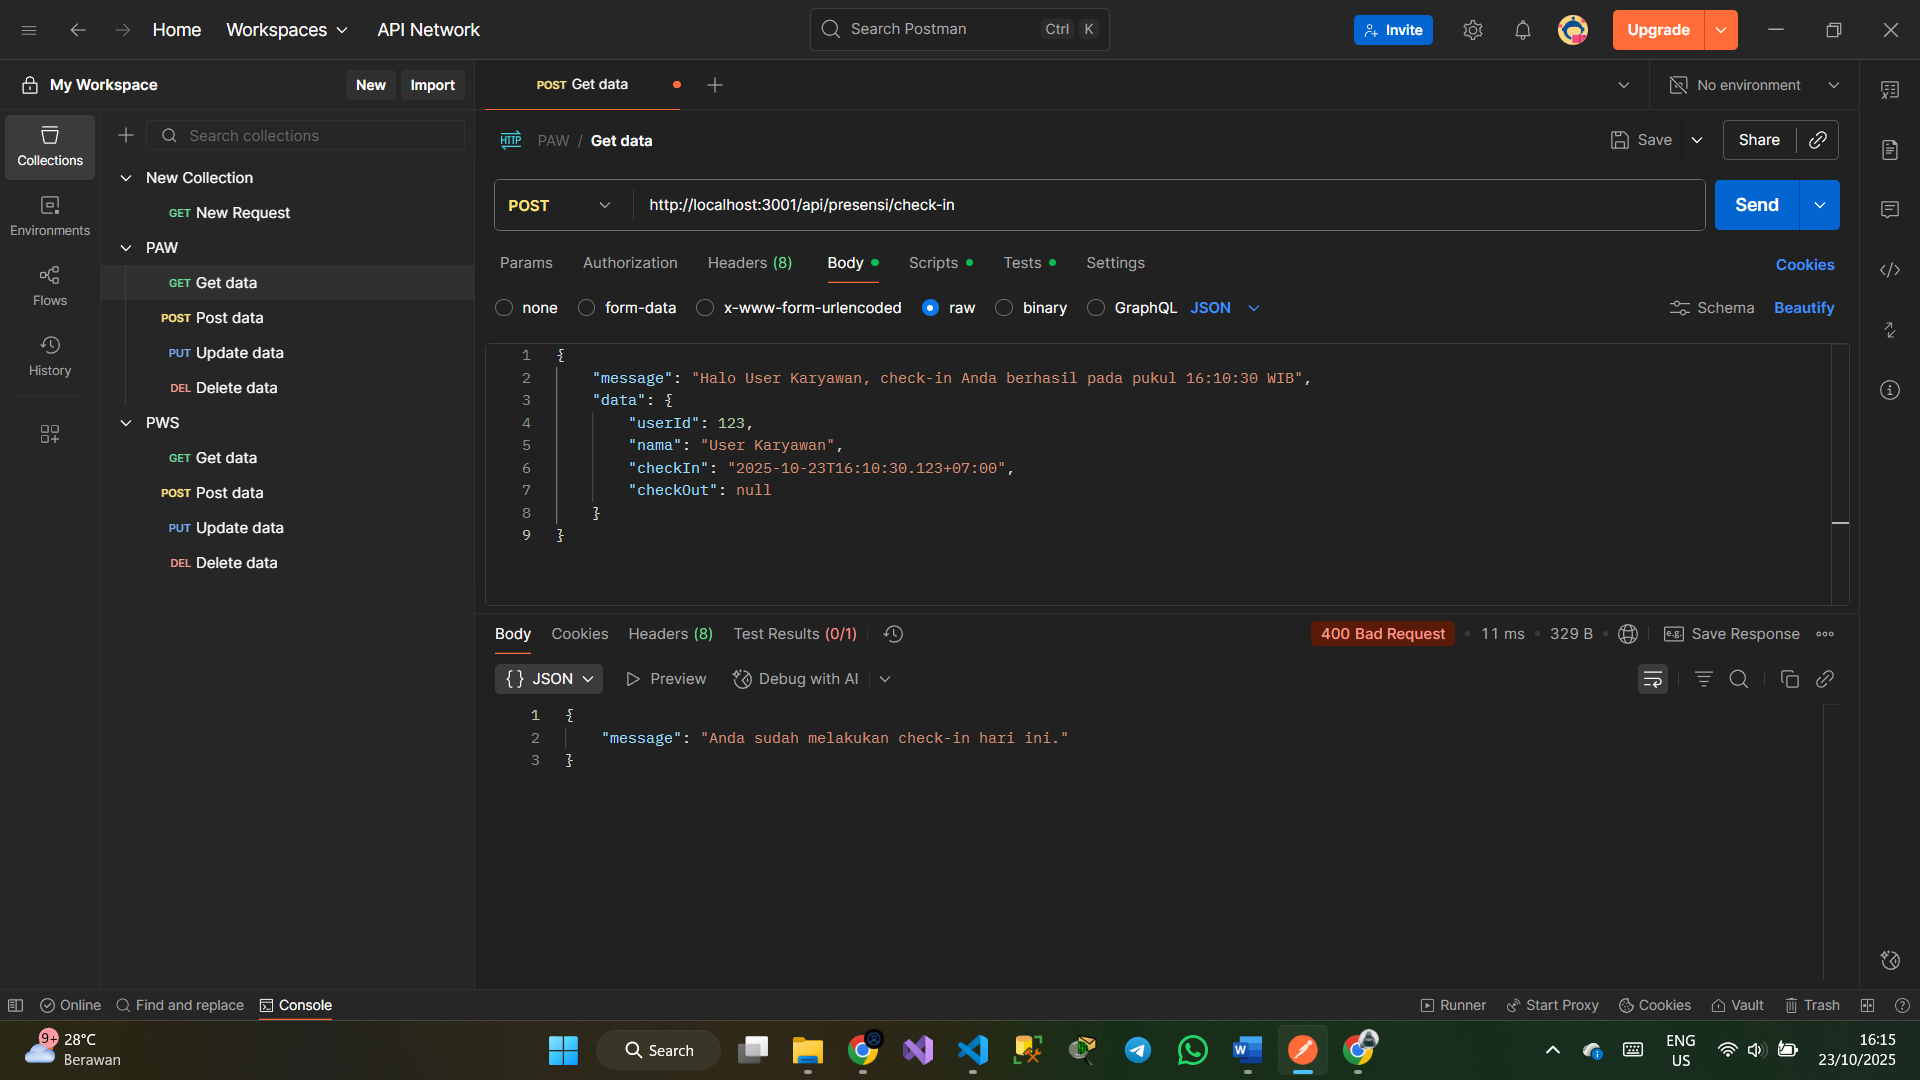 Home
Workspaces
API Network
Search Postman
Ctrl K
Invite
Upgrade
My Workspace
New
Import
POST Get data
No environment
Collections
Environments
Flows
History
Search collections
New Collection
GET New Request
PAW
GET Get data
POST Post data
PUT Update data
DEL Delete data
PWS
GET Get data
POST Post data
PUT Update data
DEL Delete data
HTTP PAW / Get data
Save
Share
POST
http://localhost:3001/api/presensi/check-in
Send
Params
Authorization
Headers (8)
Body
Scripts
Tests
Settings
Cookies
none
form-data
x-www-form-urlencoded
raw
binary
GraphQL
JSON
Schema
Beautify
1 {
2 "message": "Halo User Karyawan, check-in Anda berhasil pada pukul 16:10:30 WIB",
3 "data": {
4 "userId": 123,
5 "nama": "User Karyawan",
6 "checkIn": "2025-10-23T16:10:30.123+07:00",
7 "checkOut": null
8 }
9 }
Body
Cookies
Headers (8)
Test Results (0/1)
400 Bad Request
11 ms
329 B
e.g. Save Response
{} JSON
Preview
Debug with AI
1 {
2 "message": "Anda sudah melakukan check-in hari ini."
3 }
Online
Find and replace
Console
Runner
Start Proxy
Cookies
Vault
Trash
9+
28°C
Berawan
Search
ENG
US
16:15
23/10/2025